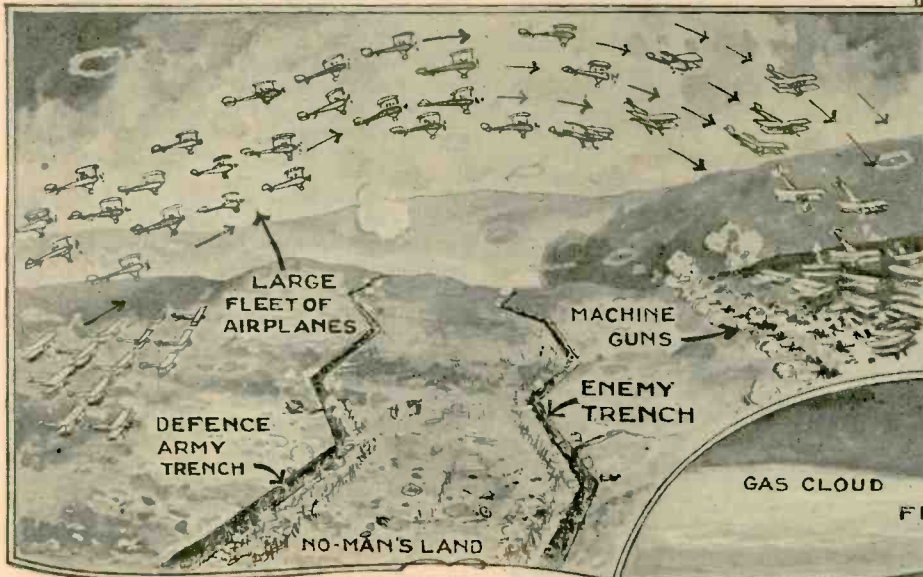 LARGE
FLEET OF
AIRPLANES
MACHINE
GUNS
ENEMY
TRENCH
DEFENCE
ARMY
TRENCH
GAS CLOUD
NO-MAN'S LAND